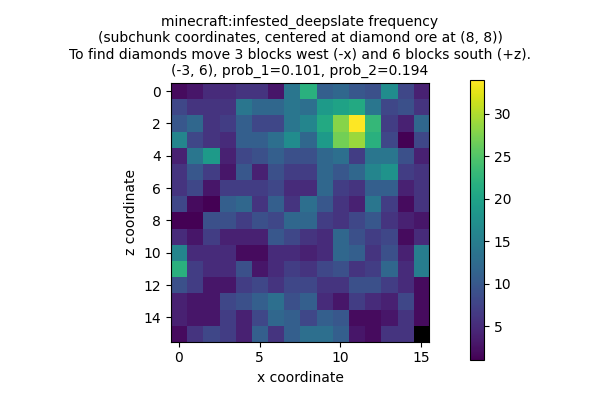 minecraft:infested_deepslate frequency
(subchunk coordinates, centered at diamond ore at (8, 8))
To find diamonds move 3 blocks west (-x) and 6 blocks south (+z).
(-3, 6), prob_1=0.101, prob_2=0.194
0
2
4
6
8
10
12
14
z coordinate
0 5 10 15
x coordinate
30
25
20
15
10
5